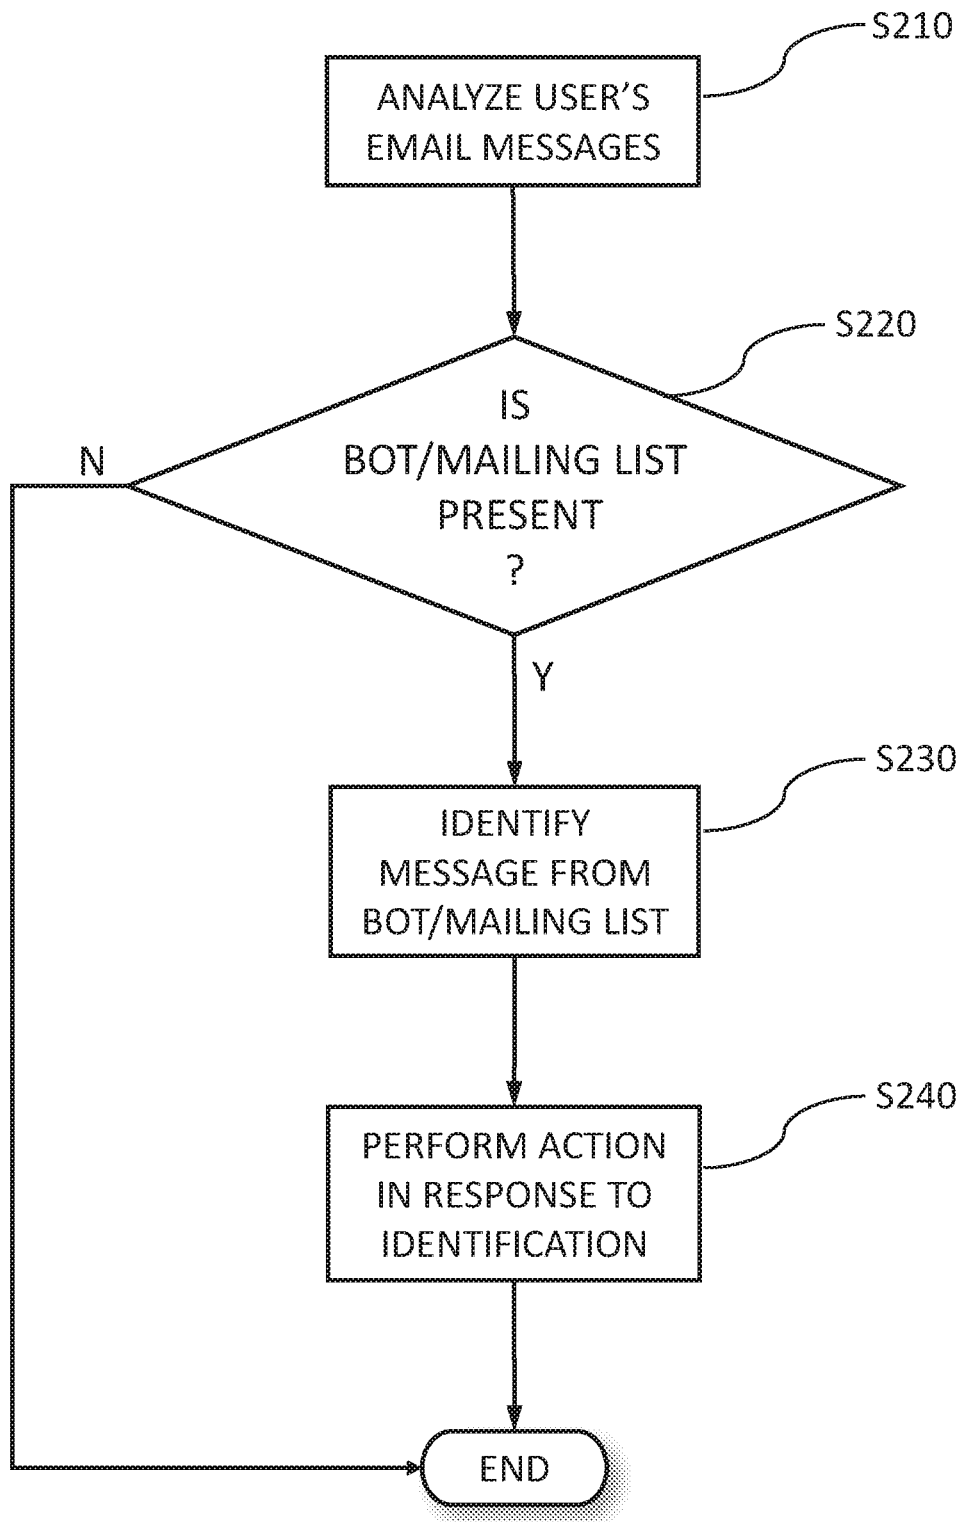 S210
ANALYZE USER'S
EMAIL MESSAGES
S220
IS
BOT/MAILING LIST
PRESENT
?
N
Y
S230
IDENTIFY
MESSAGE FROM
BOT/MAILING LIST
S240
PERFORM ACTION
IN RESPONSE TO
IDENTIFICATION
END